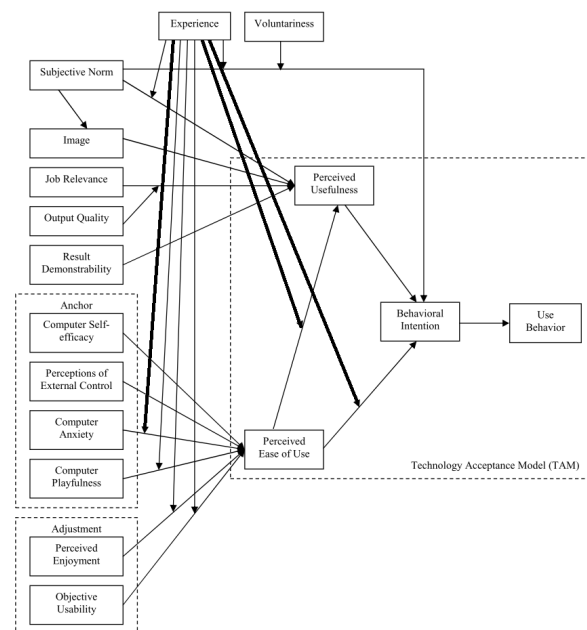 Experience
Voluntariness
Subjective Norm
Image
Job Relevance
Output Quality
Result
Demonstrability
Perceived
Usefulness
Anchor
Computer Self-
efficacy
Perceptions of
External Control
Computer
Anxiety
Computer
Playfulness
Behavioral
Intention
Use
Behavior
Perceived
Ease of Use
Technology Acceptance Model (TAM)
Adjustment
Perceived
Enjoyment
Objective
Usability